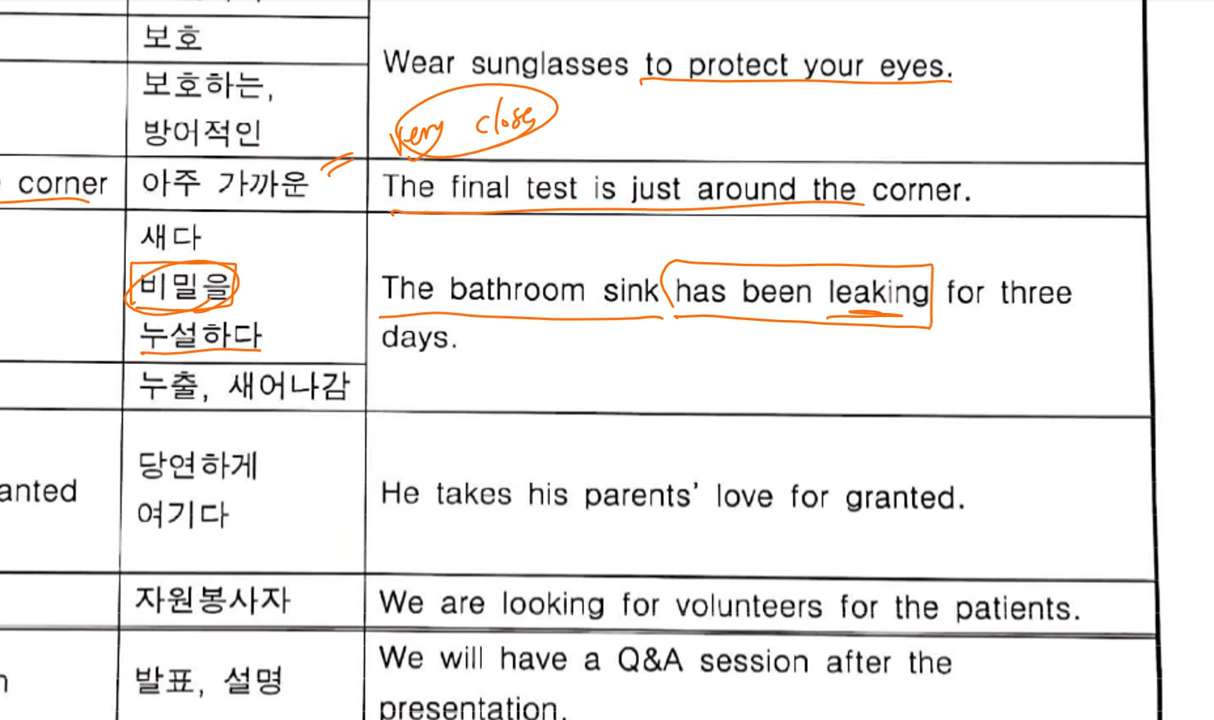 보호
보호하는,
방어적인
Wear sunglasses to protect your eyes.
very close
corner
아주 가까운
The final test is just around the corner.
새다
비밀을
누설하다
The bathroom sink has been leaking for three
days.
누출, 새어나감
anted
당연하게
여기다
He takes his parents' love for granted.
자원봉사자
We are looking for volunteers for the patients.
발표, 설명
We will have a Q&A session after the
presentation.